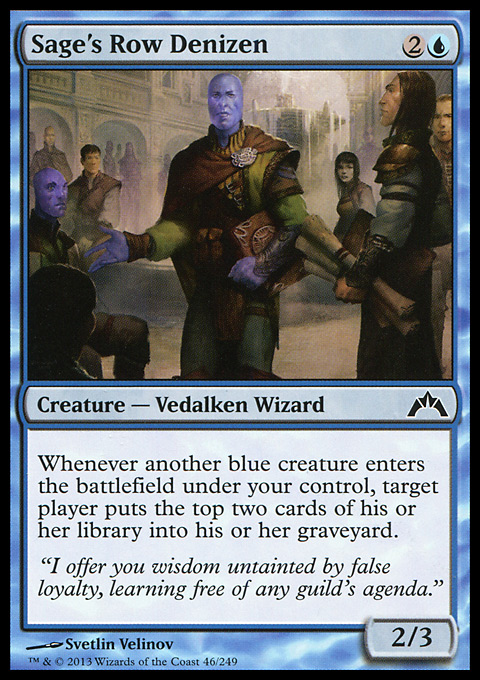 Sage's Row Denizen 2
Creature — Vedalken Wizard
Whenever another blue creature enters
the battlefield under your control, target
player puts the top two cards of his or
her library into his or her graveyard.
"I offer you wisdom untainted by false
loyalty, learning free of any guild's agenda."
2/3
Svetlin Velinov
™ & © 2013 Wizards of the Coast 46/249